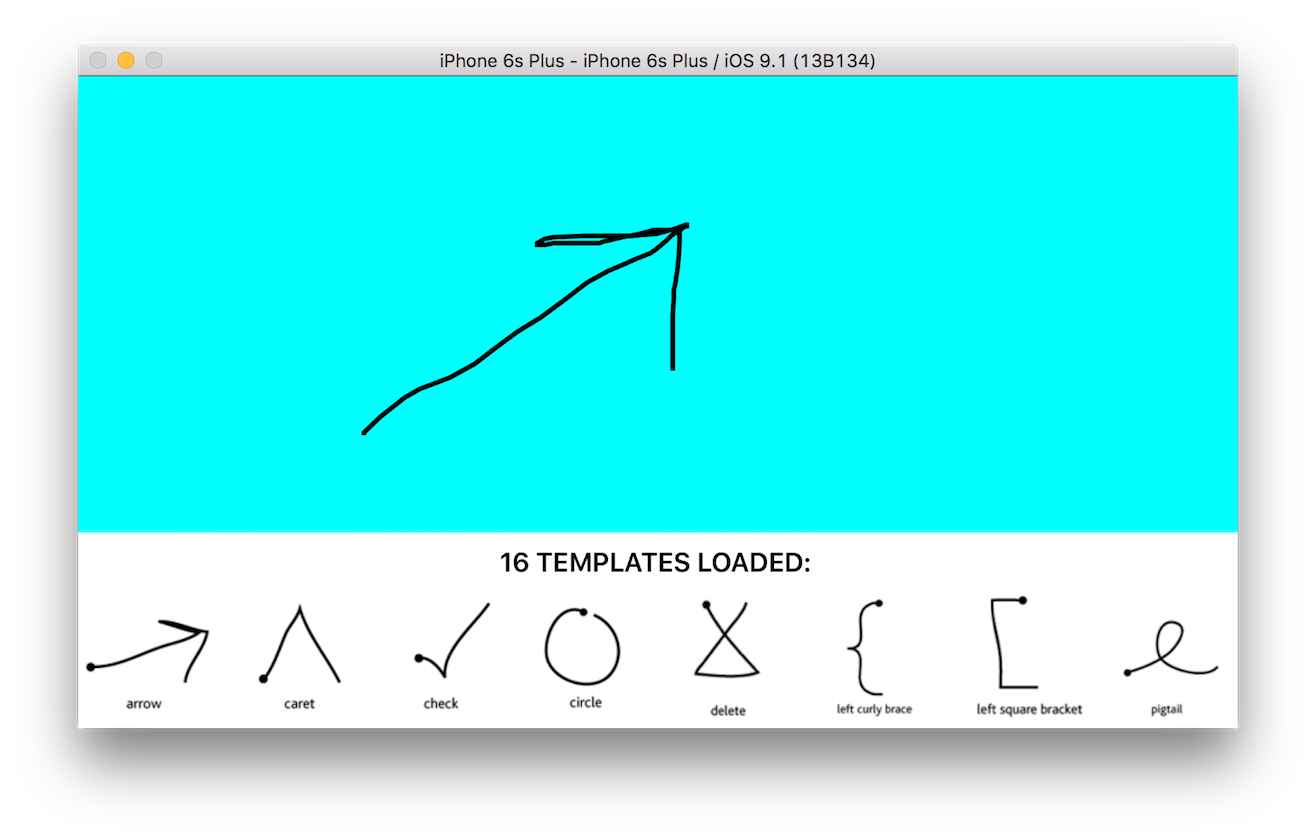 iPhone 6s Plus - iPhone 6s Plus / iOS 9.1 (13B134)
16 TEMPLATES LOADED:
arrow
caret
check
circle
delete
left curly brace
left square bracket
pigtail